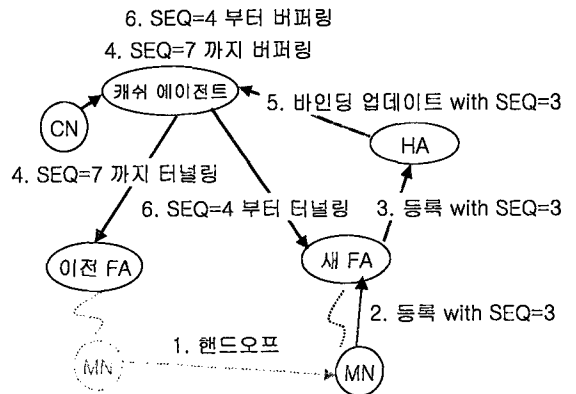 6. SEQ=4 부터 버퍼링
4. SEQ=7 까지 버퍼링
캐쉬 에이전트
5. 바인딩 업데이트 with SEQ=3
CN
HA
4. SEQ=7 까지 터널링
6. SEQ=4 부터 터널링
3. 등록 with SEQ=3
이전 FA
새 FA
2. 등록 with SEQ=3
1. 핸드오프
MN
MN